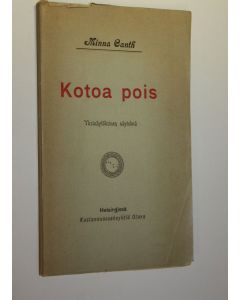 Minna Canth
Kotoa pois
Yksinäytöksinen näytelmä
Helsingissä
Kustannusosakeyhtiö Otava